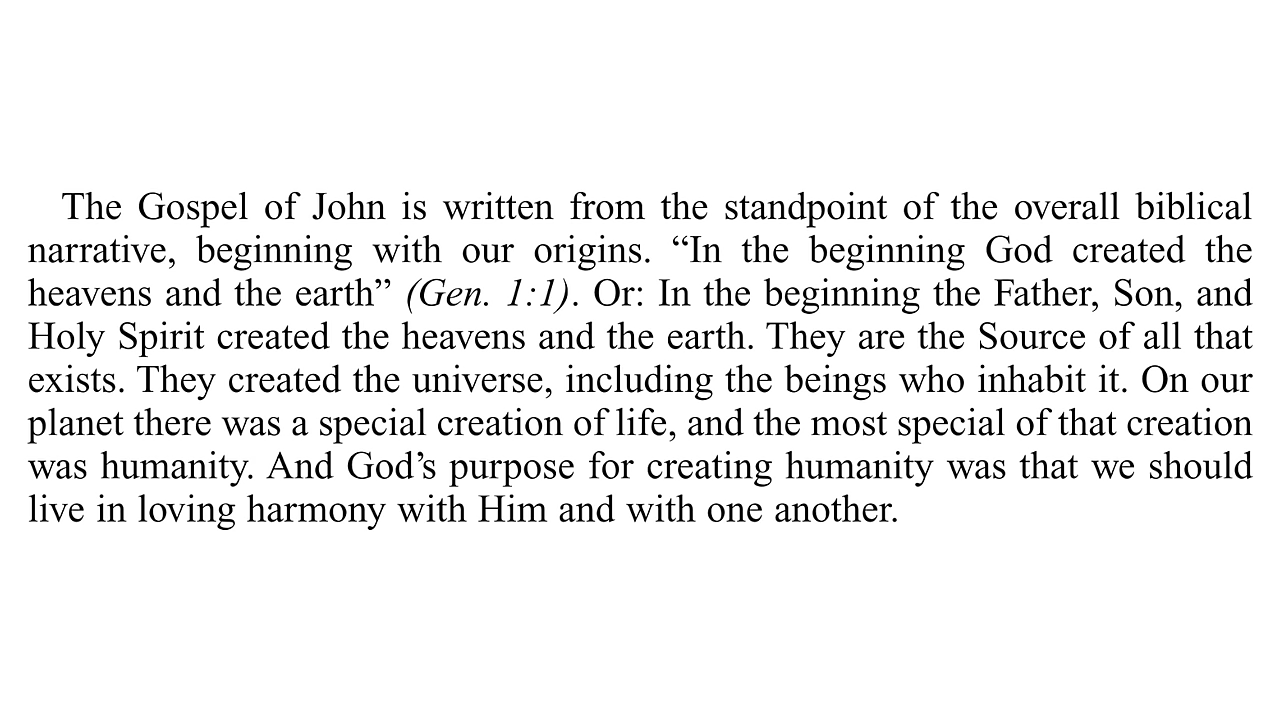 The Gospel of John is written from the standpoint of the overall biblical
narrative, beginning with our origins. “In the beginning God created the
heavens and the earth” (Gen. 1:1). Or: In the beginning the Father, Son, and
Holy Spirit created the heavens and the earth. They are the Source of all that
exists. They created the universe, including the beings who inhabit it. On our
planet there was a special creation of life, and the most special of that creation
was humanity. And God’s purpose for creating humanity was that we should
live in loving harmony with Him and with one another.